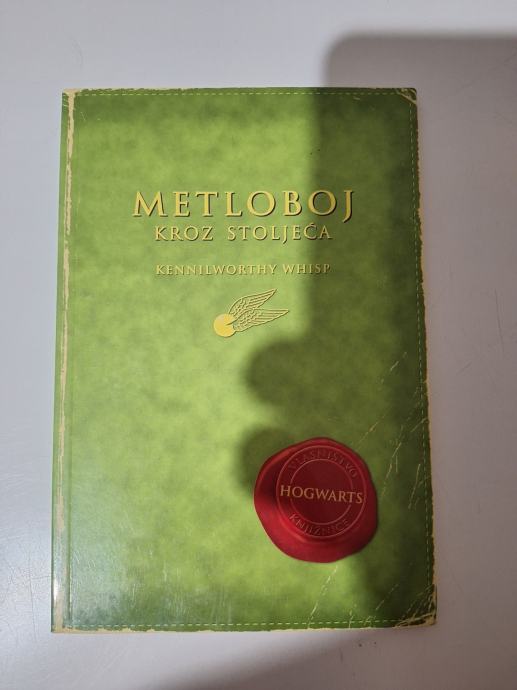 METLOBOJ
KROZ STOLJEĆA
KENNILWORTHY WHISP
VLASNIŠTVO
HOGWARTS
KNJIŽNICE